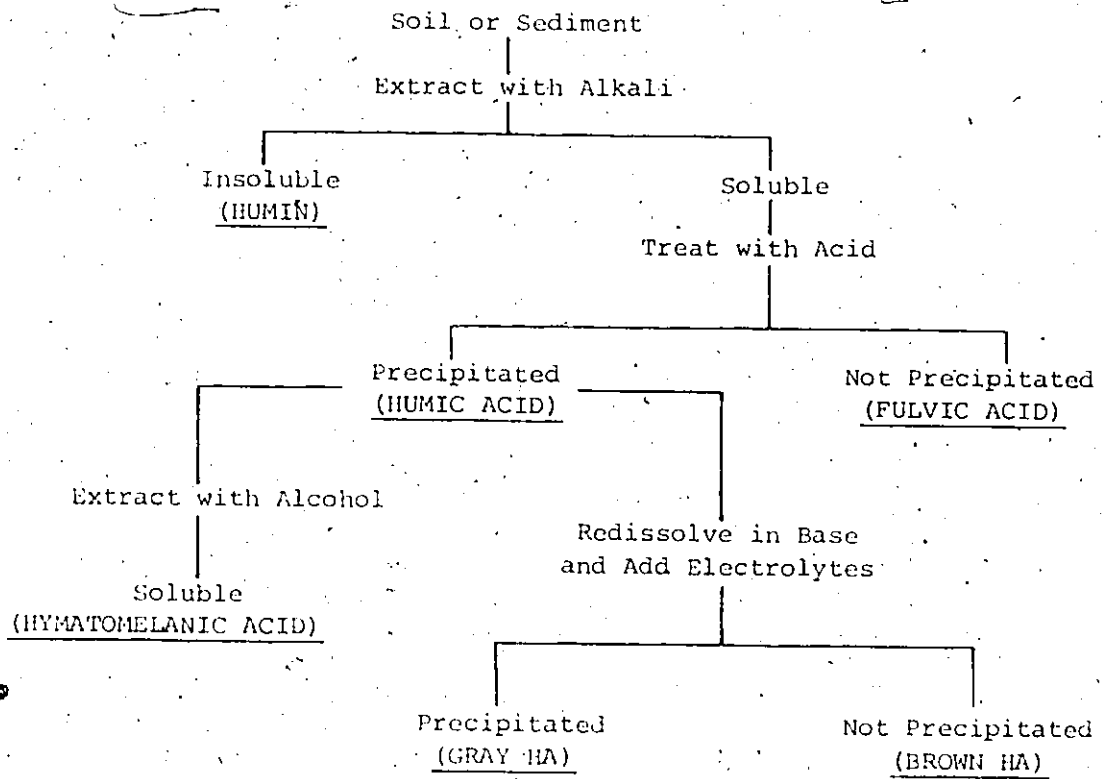 Soil or Sediment
Extract with Alkali
Insoluble
(HUMIN)
Soluble
Treat with Acid
Precipitated
(HUMIC ACID)
Not Precipitated
(FULVIC ACID)
Extract with Alcohol
Soluble
(HYMATOMELANIC ACID)
Redissolve in Base
and Add Electrolytes
Precipitated
(GRAY HA)
Not Precipitated
(BROWN HA)